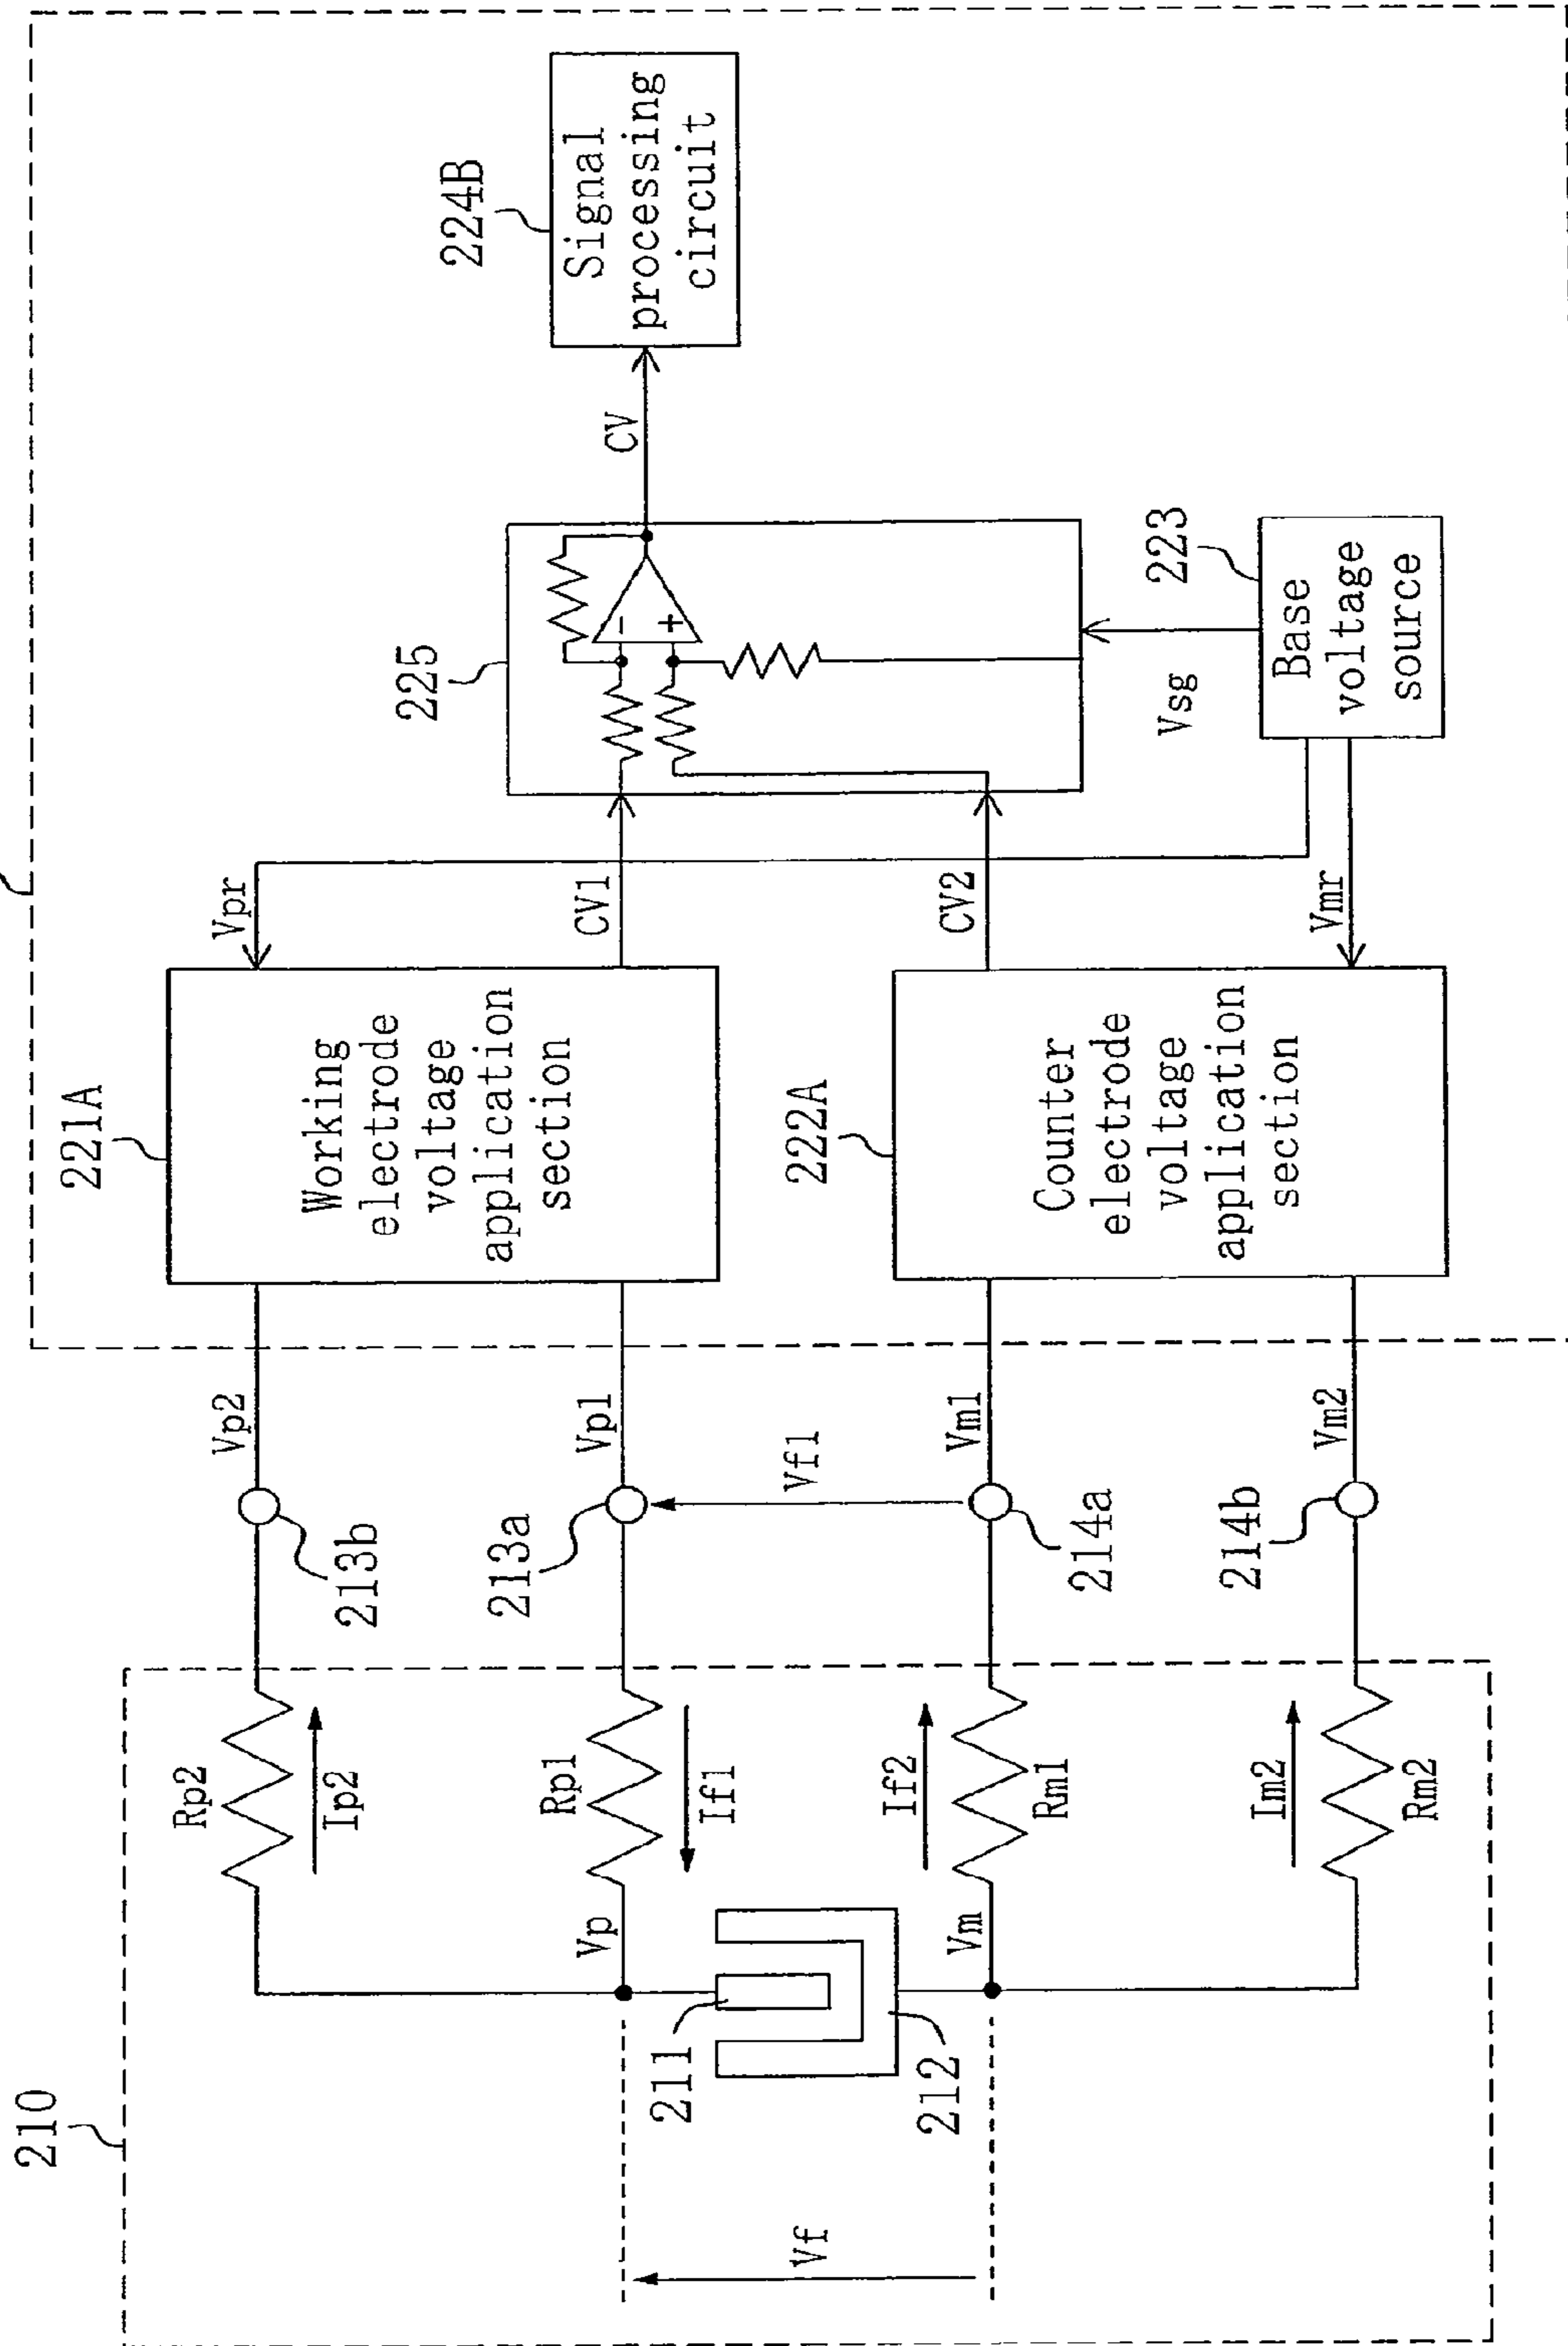 210
Vf
211
212
Vp
Vm
Rp2
Ip2
Rp1
If1
If2
Rm1
Im2
Rm2
213b
213a
214a
214b
Vp2
Vp1
Vf1
Vm1
Vm2
221A
Working
electrode
voltage
application
section
222A
Counter
electrode
voltage
application
section
Vpr
CV1
CV2
Vmr
225
−
+
Vsg
223
Base
voltage
source
CV
224B
Signal
processing
circuit